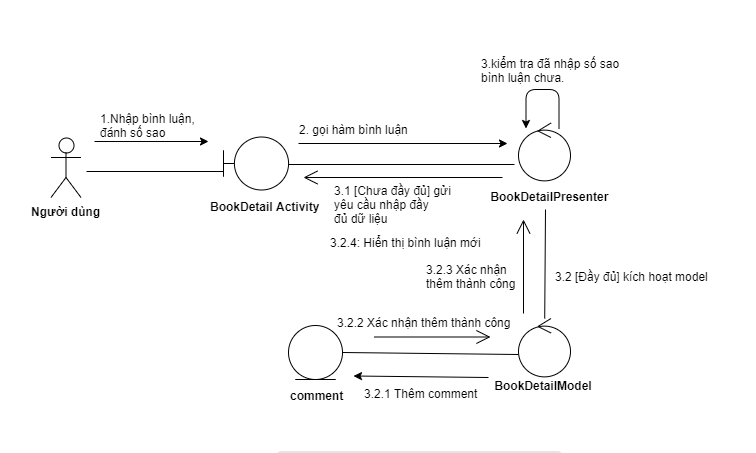 3.kiểm tra đã nhập số sao
bình luận chưa.
1.Nhập bình luận,
đánh số sao
2. gọi hàm bình luận
Người dùng
BookDetail Activity
BookDetailPresenter
3.1 [Chưa đầy đủ] gửi
yêu cầu nhập đầy
đủ dữ liệu
3.2.4: Hiển thị bình luận mới
3.2.3 Xác nhận
thêm thành công
3.2 [Đầy đủ] kích hoạt model
3.2.2 Xác nhận thêm thành công
comment
3.2.1 Thêm comment
BookDetailModel